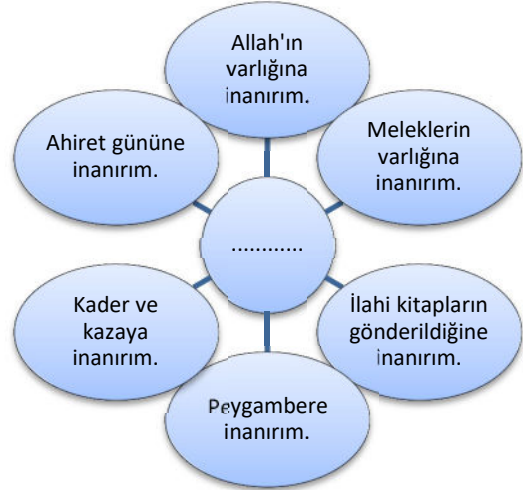 Allah'ın
varlığına
inanırım.
Meleklerin
varlığına
inanırım.
İlahi kitapların
gönderildiğine
inanırım.
Peygambere
inanırım.
Kader ve
kazaya
inanırım.
Ahiret gününe
inanırım.
............